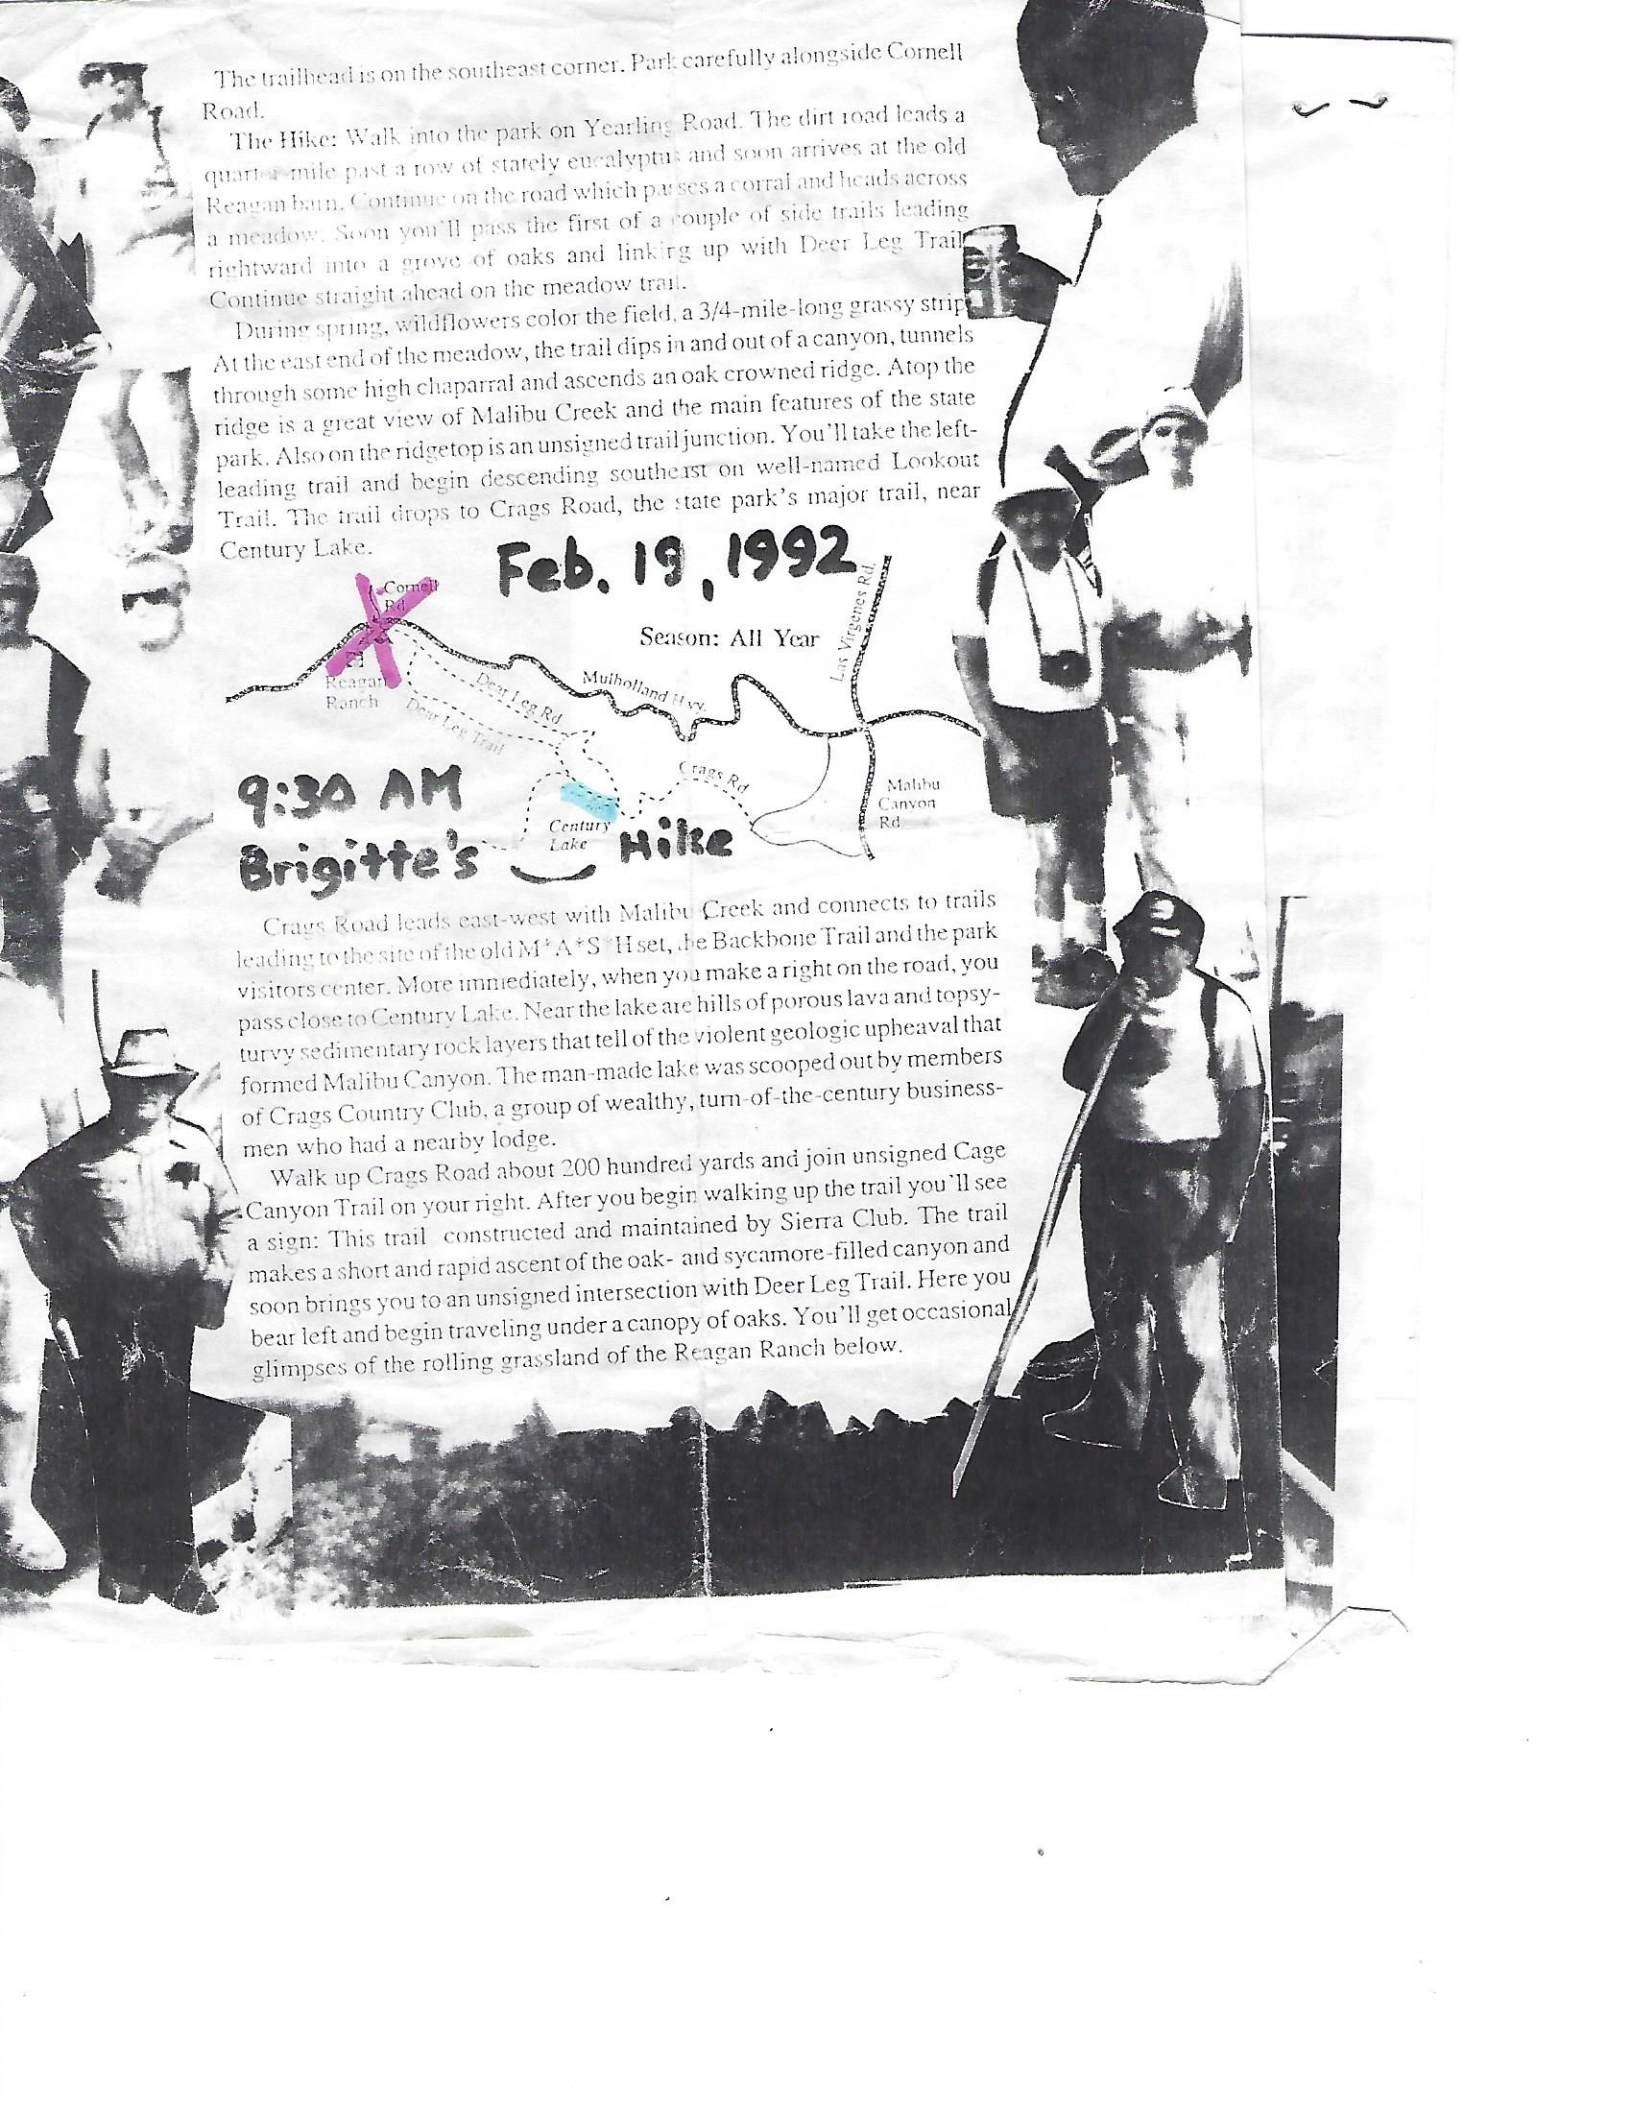 The trailhead is on the southeast corner. Park carefully alongside Cornell
Road.
The Hike: Walk into the park on Yearling Road. The dirt road leads a
quarter-mile past a row of stately eucalyptus and soon arrives at the old
Reagan barn. Continue on the road which passes a corral and heads across
a meadow. Soon you'll pass the first of a couple of side trails leading
rightward into a grove of oaks and linking up with Deer Leg Trail.
Continue straight ahead on the meadow trail.
During spring, wildflowers color the field, a 3/4-mile-long grassy strip.
At the east end of the meadow, the trail dips in and out of a canyon, tunnels
through some high chaparral and ascends an oak crowned ridge. Atop the
ridge is a great view of Malibu Creek and the main features of the state
park. Also on the ridgetop is an unsigned trail junction. You'll take the left-
leading trail and begin descending southeast on well-named Lookout
Trail. The trail drops to Crags Road, the state park's major trail, near
Century Lake.
Feb. 19, 1992
Cornell
Rd
Season: All Year
Las Virgenes Rd.
Reagan
Ranch
Dear Leg Rd
Mulholland Hwy.
Dear Leg Trail
Crags Rd
Malibu
Canyon
Rd
9:30 AM
Century
Lake
Brigitte's Hike
Crags Road leads east-west with Malibu Creek and connects to trails
leading to the site of the old M*A*S*H set, the Backbone Trail and the park
visitors center. More immediately, when you make a right on the road, you
pass close to Century Lake. Near the lake are hills of porous lava and topsy-
turvy sedimentary rock layers that tell of the violent geologic upheaval that
formed Malibu Canyon. The man-made lake was scooped out by members
of Crags Country Club, a group of wealthy, turn-of-the-century business-
men who had a nearby lodge.
Walk up Crags Road about 200 hundred yards and join unsigned Cage
Canyon Trail on your right. After you begin walking up the trail you'll see
a sign: This trail constructed and maintained by Sierra Club. The trail
makes a short and rapid ascent of the oak- and sycamore-filled canyon and
soon brings you to an unsigned intersection with Deer Leg Trail. Here you
bear left and begin traveling under a canopy of oaks. You'll get occasional
glimpses of the rolling grassland of the Reagan Ranch below.